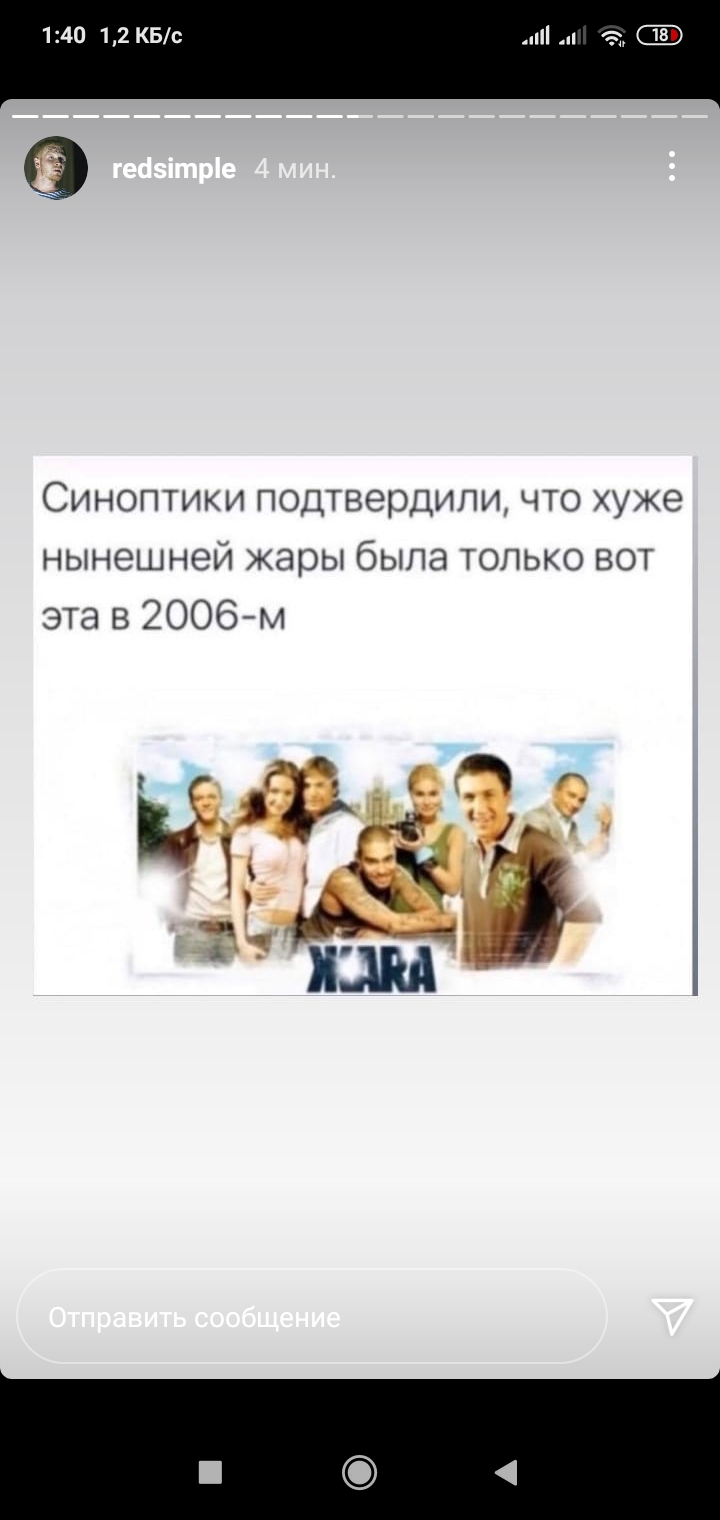 1:40 1,2 КБ/с 18
redsimple 4 мин.
Синоптики подтвердили, что хуже
нынешней жары была только вот
эта в 2006-м
ЖАRА
Отправить сообщение